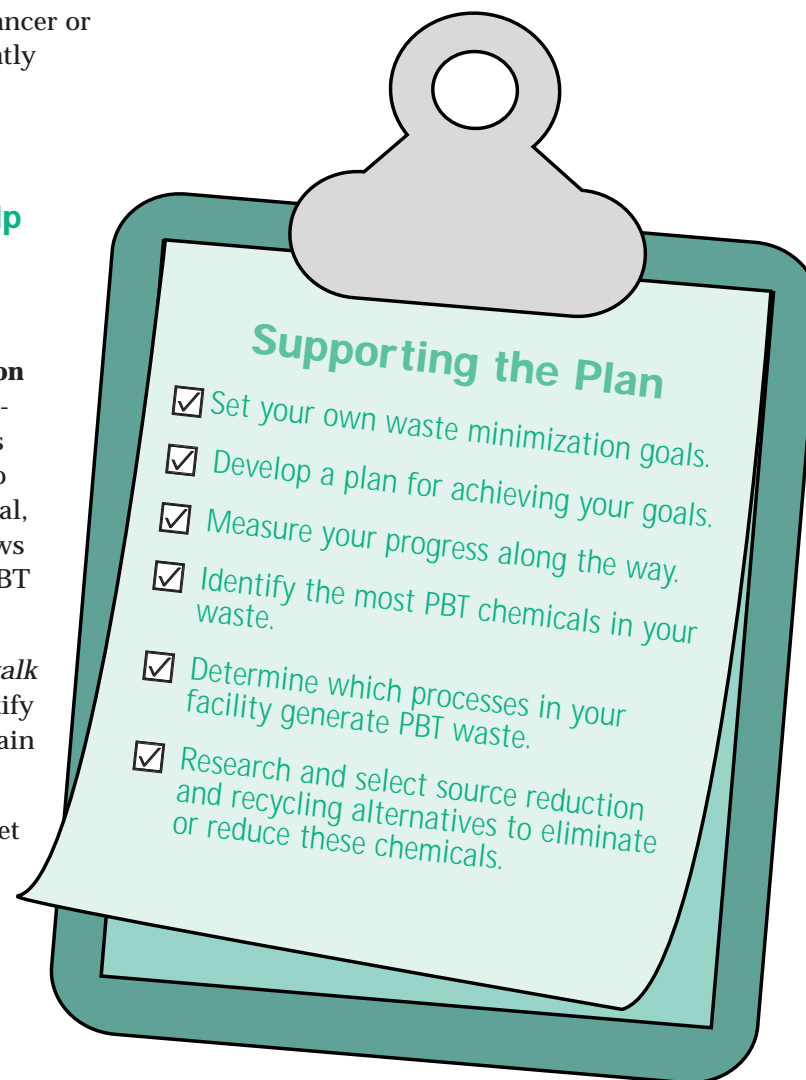 ancer or
ntly
lp
on
-
s
o
al,
ws
BT
alk
tify
ain
et
Supporting the Plan
Set your own waste minimization goals.
Develop a plan for achieving your goals.
Measure your progress along the way.
Identify the most PBT chemicals in your
waste.
Determine which processes in your
facility generate PBT waste.
Research and select source reduction
and recycling alternatives to eliminate
or reduce these chemicals.